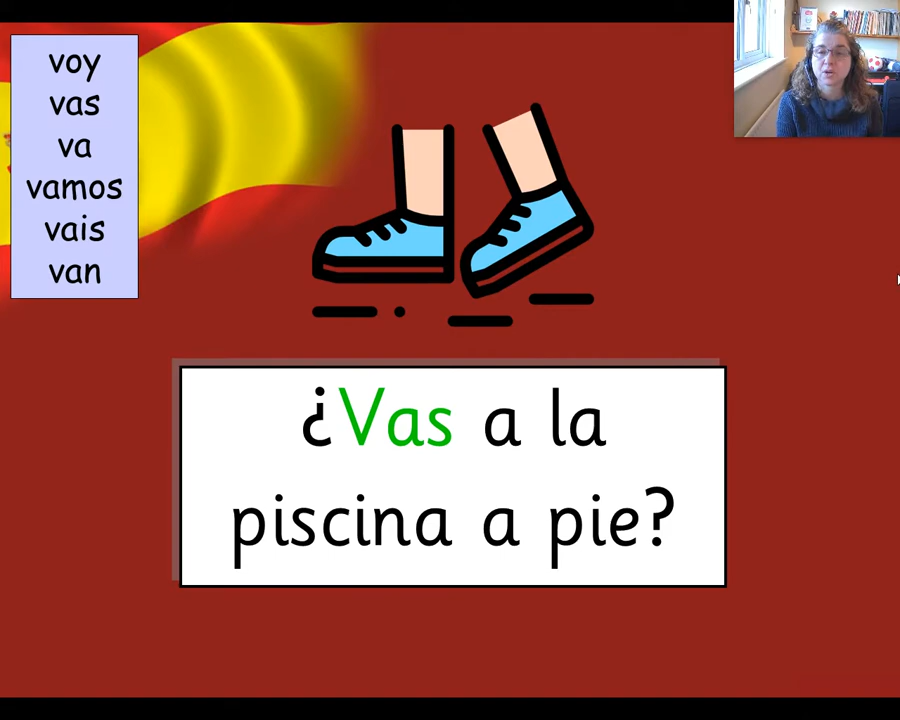 voy
vas
va
vamos
vais
van
¿Vas a la
piscina a pie?